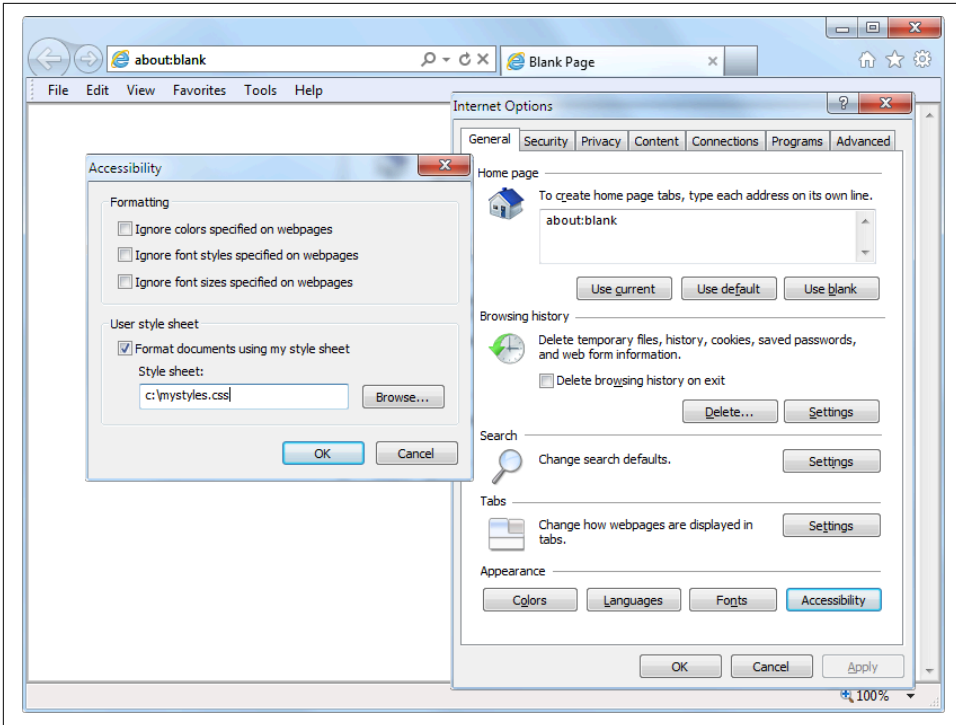 about:blank
Blank Page
File Edit View Favorites Tools Help
Internet Options
General Security Privacy Content Connections Programs Advanced
Home page
To create home page tabs, type each address on its own line.
about:blank
Use current Use default Use blank
Browsing history
Delete temporary files, history, cookies, saved passwords,
and web form information.
Delete browsing history on exit
Delete... Settings
Search
Change search defaults.
Settings
Tabs
Change how webpages are displayed in
tabs.
Settings
Appearance
Colors Languages Fonts Accessibility
OK Cancel Apply
Accessibility
Formatting
Ignore colors specified on webpages
Ignore font styles specified on webpages
Ignore font sizes specified on webpages
User style sheet
Format documents using my style sheet
Style sheet:
c:\mystyles.css
Browse...
OK Cancel
100%